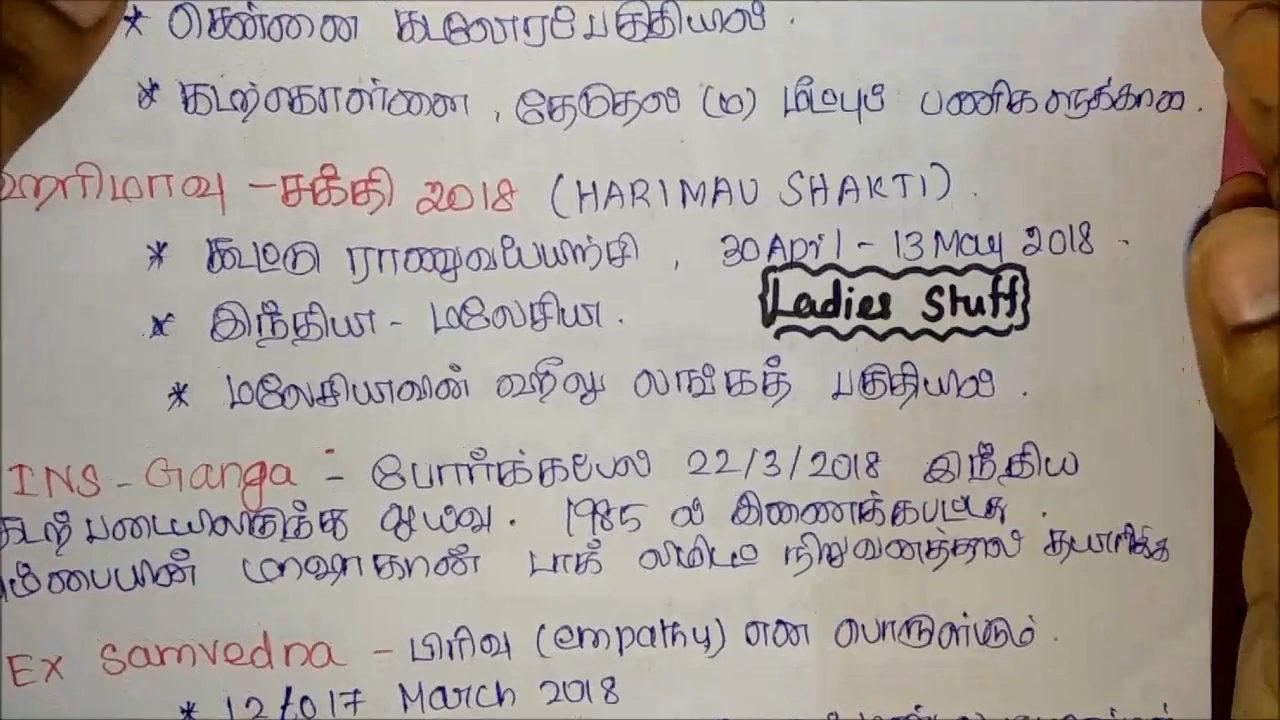 * சென்னை கடலோரப்பகுதியில் .
* கடற்கொள்ளை , தேடுதல் (ம) மீட்பு பணிகளுக்கான .
ஹரிமாவு - சக்தி 2018 (HARIMAU SHAKTI) .
* கூட்டு ராணுவப்பயிற்சி , 30 April - 13 May 2018 .
Ladies Stuff
* இந்திய - மலேசியா .
* மலேசியாவின் ஹீலு லங்கத் பகுதியில் .
INS - Ganga :- போர்க்கப்பல் 22/3/2018 இந்திய
கடற்படையிலிருந்து ஓய்வு . 1985 ல் இணைக்கப்பட்டது .
மும்பையின் டாக் லிமிடெட் நிறுவனத்தால் தயாரிக்க
Ex Samvedna - பரிவு (empathy) என பொருள்படும் .
* 12 to 17 March 2018